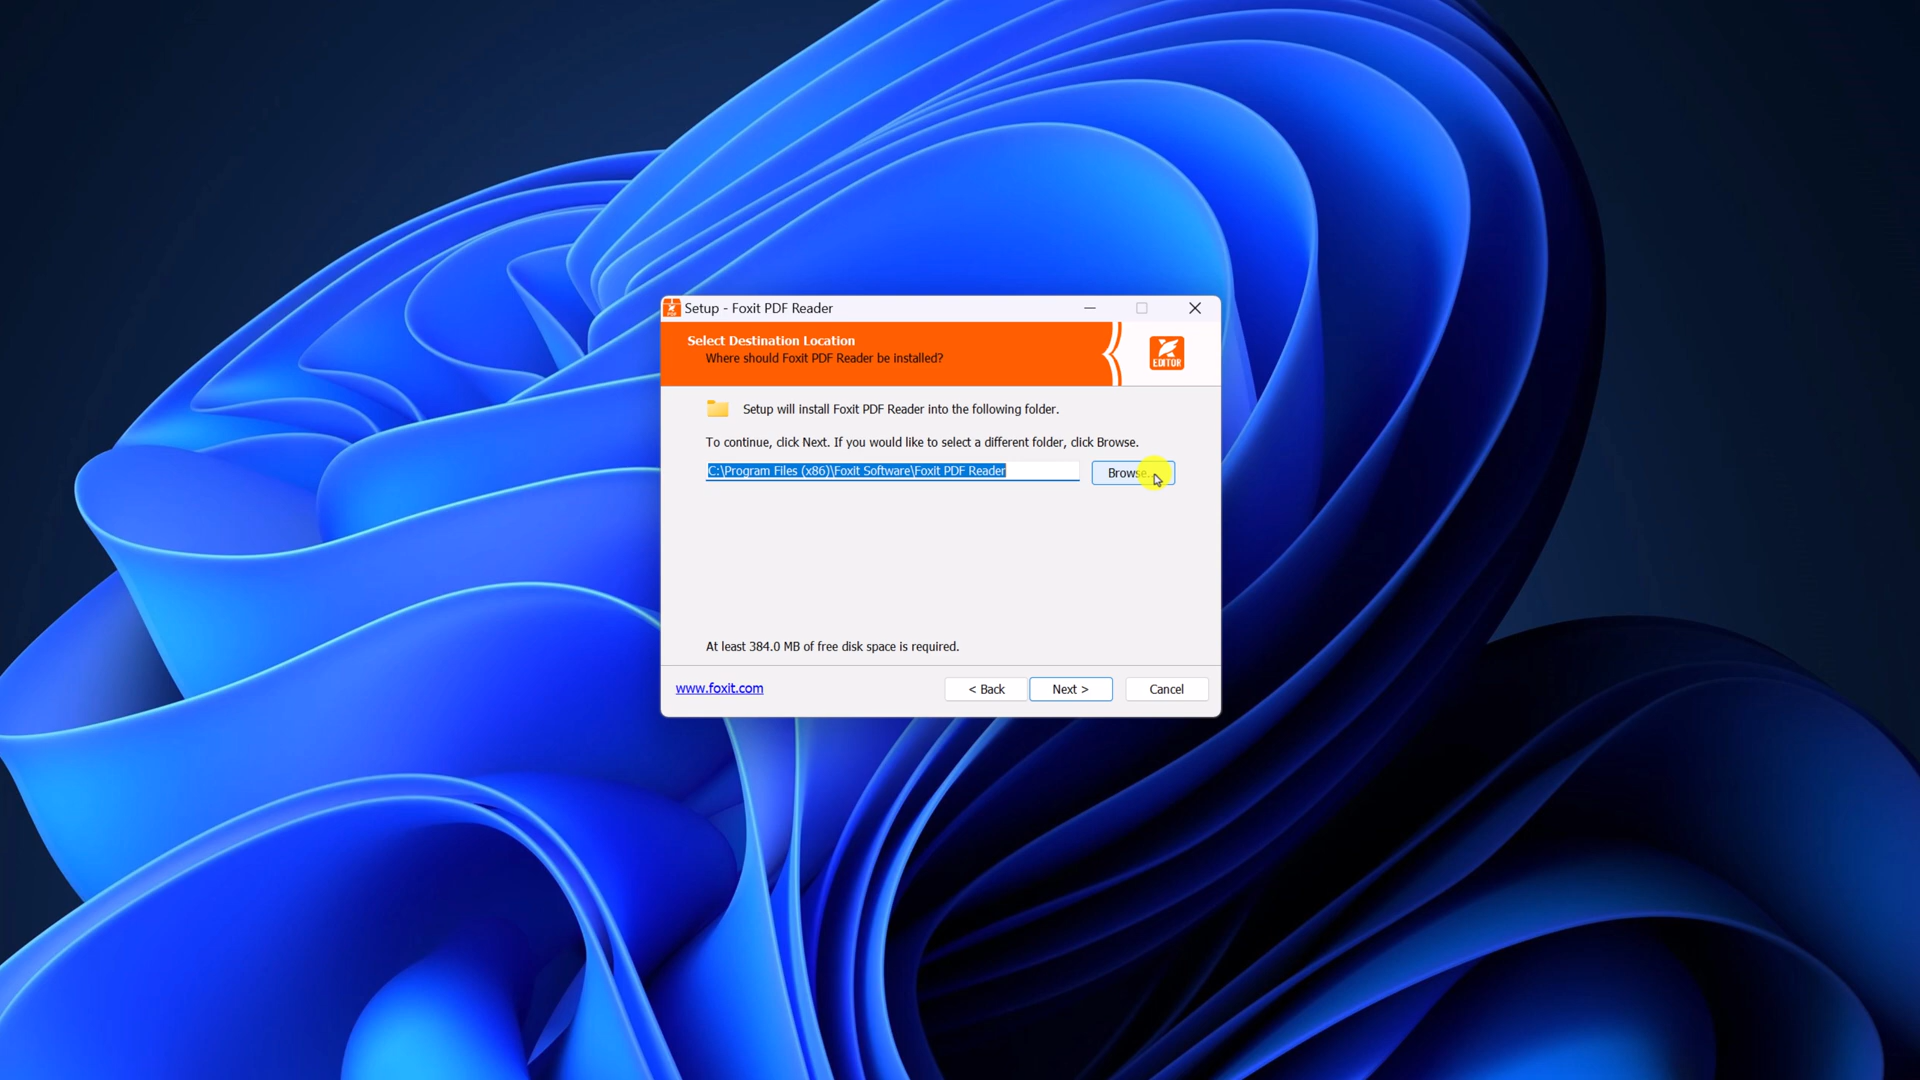 Setup - Foxit PDF Reader
Select Destination Location
Where should Foxit PDF Reader be installed?
EDITOR
Setup will install Foxit PDF Reader into the following folder.
To continue, click Next. If you would like to select a different folder, click Browse.
C:\Program Files (x86)\Foxit Software\Foxit PDF Reader
Browse...
At least 384.0 MB of free disk space is required.
www.foxit.com
< Back
Next >
Cancel